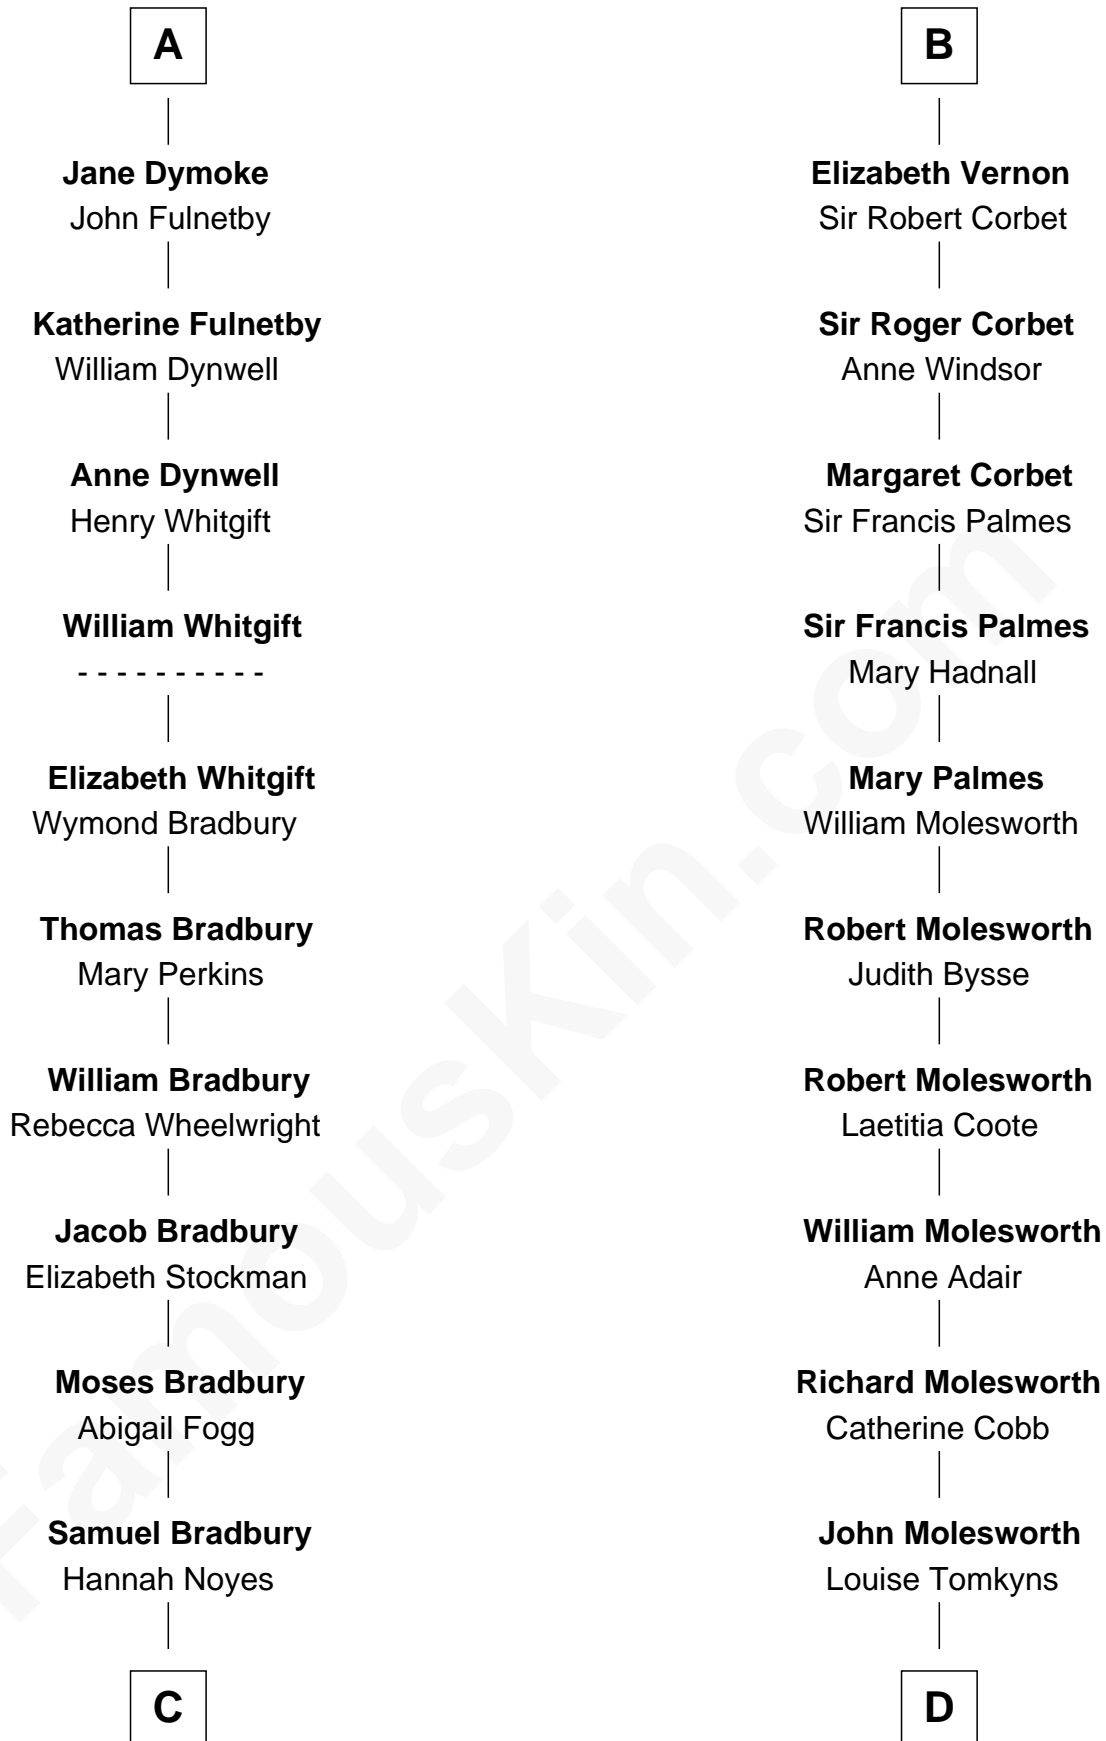 A
Jane Dymoke
John Fulnetby
Katherine Fulnetby
William Dynwell
Anne Dynwell
Henry Whitgift
William Whitgift
- - - - - - - - - -
Elizabeth Whitgift
Wymond Bradbury
Thomas Bradbury
Mary Perkins
William Bradbury
Rebecca Wheelwright
Jacob Bradbury
Elizabeth Stockman
Moses Bradbury
Abigail Fogg
Samuel Bradbury
Hannah Noyes
C
B
Elizabeth Vernon
Sir Robert Corbet
Sir Roger Corbet
Anne Windsor
Margaret Corbet
Sir Francis Palmes
Sir Francis Palmes
Mary Hadnall
Mary Palmes
William Molesworth
Robert Molesworth
Judith Bysse
Robert Molesworth
Laetitia Coote
William Molesworth
Anne Adair
Richard Molesworth
Catherine Cobb
John Molesworth
Louise Tomkyns
D
FamousKin.com